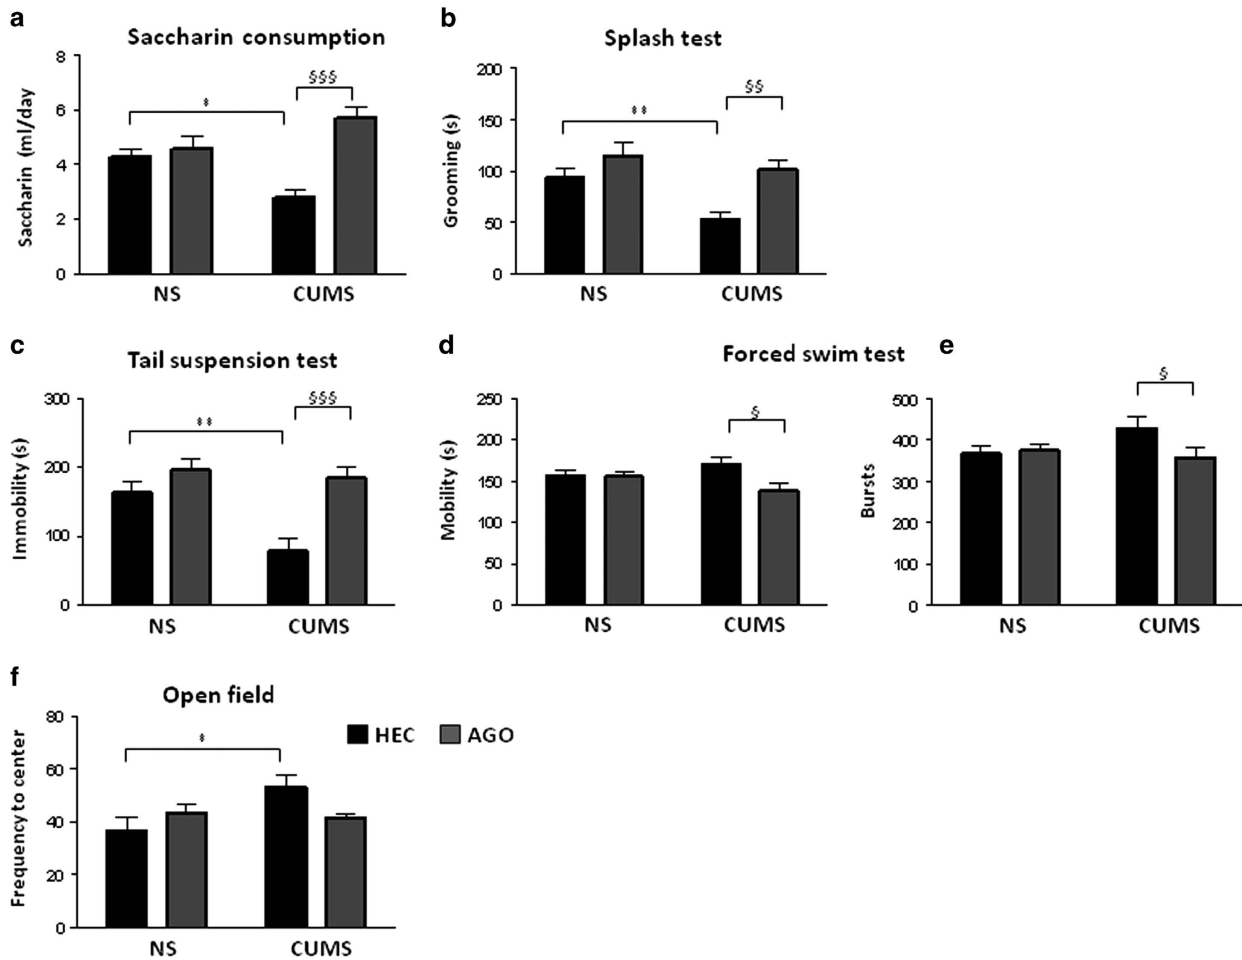 a
Saccharin consumption
Saccharin (ml/day
8
6
4
2
0
*
§§§
NS
CUMS
b
Splash test
Grooming (s)
200
150
100
50
0
**
§§
NS
CUMS
c
Tail suspension test
Immobility (s)
300
200
100
0
**
§§§
NS
CUMS
d
Forced swim test
Mobility (s)
250
200
150
100
50
0
§
NS
CUMS
e
Bursts
500
400
300
200
100
0
§
NS
CUMS
f
Open field
Frequency to center
80
60
40
20
0
*
NS
CUMS
HEC
AGO